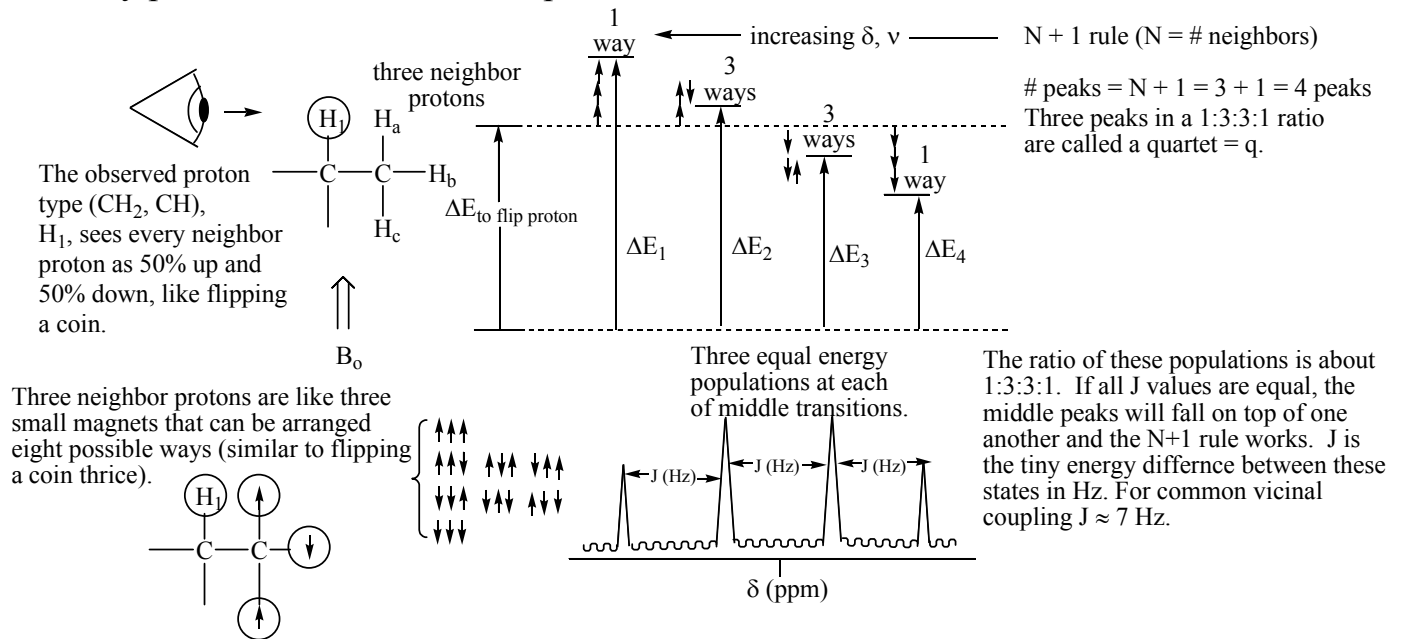 1
way
increasing δ, ν
N + 1 rule (N = # neighbors)
three neighbor
protons
3
ways
# peaks = N + 1 = 3 + 1 = 4 peaks
Three peaks in a 1:3:3:1 ratio
are called a quartet = q.
3
ways
1
way
H1
Ha
C
C
Hb
Hc
The observed proton
type (CH2, CH),
H1, sees every neighbor
proton as 50% up and
50% down, like flipping
a coin.
ΔEto flip proton
ΔE1
ΔE2
ΔE3
ΔE4
Bo
Three neighbor protons are like three
small magnets that can be arranged
eight possible ways (similar to flipping
a coin thrice).
H1
C
C
Three equal energy
populations at each
of middle transitions.
J (Hz)
J (Hz)
J (Hz)
δ (ppm)
The ratio of these populations is about
1:3:3:1. If all J values are equal, the
middle peaks will fall on top of one
another and the N+1 rule works. J is
the tiny energy differnce between these
states in Hz. For common vicinal
coupling J ≈ 7 Hz.